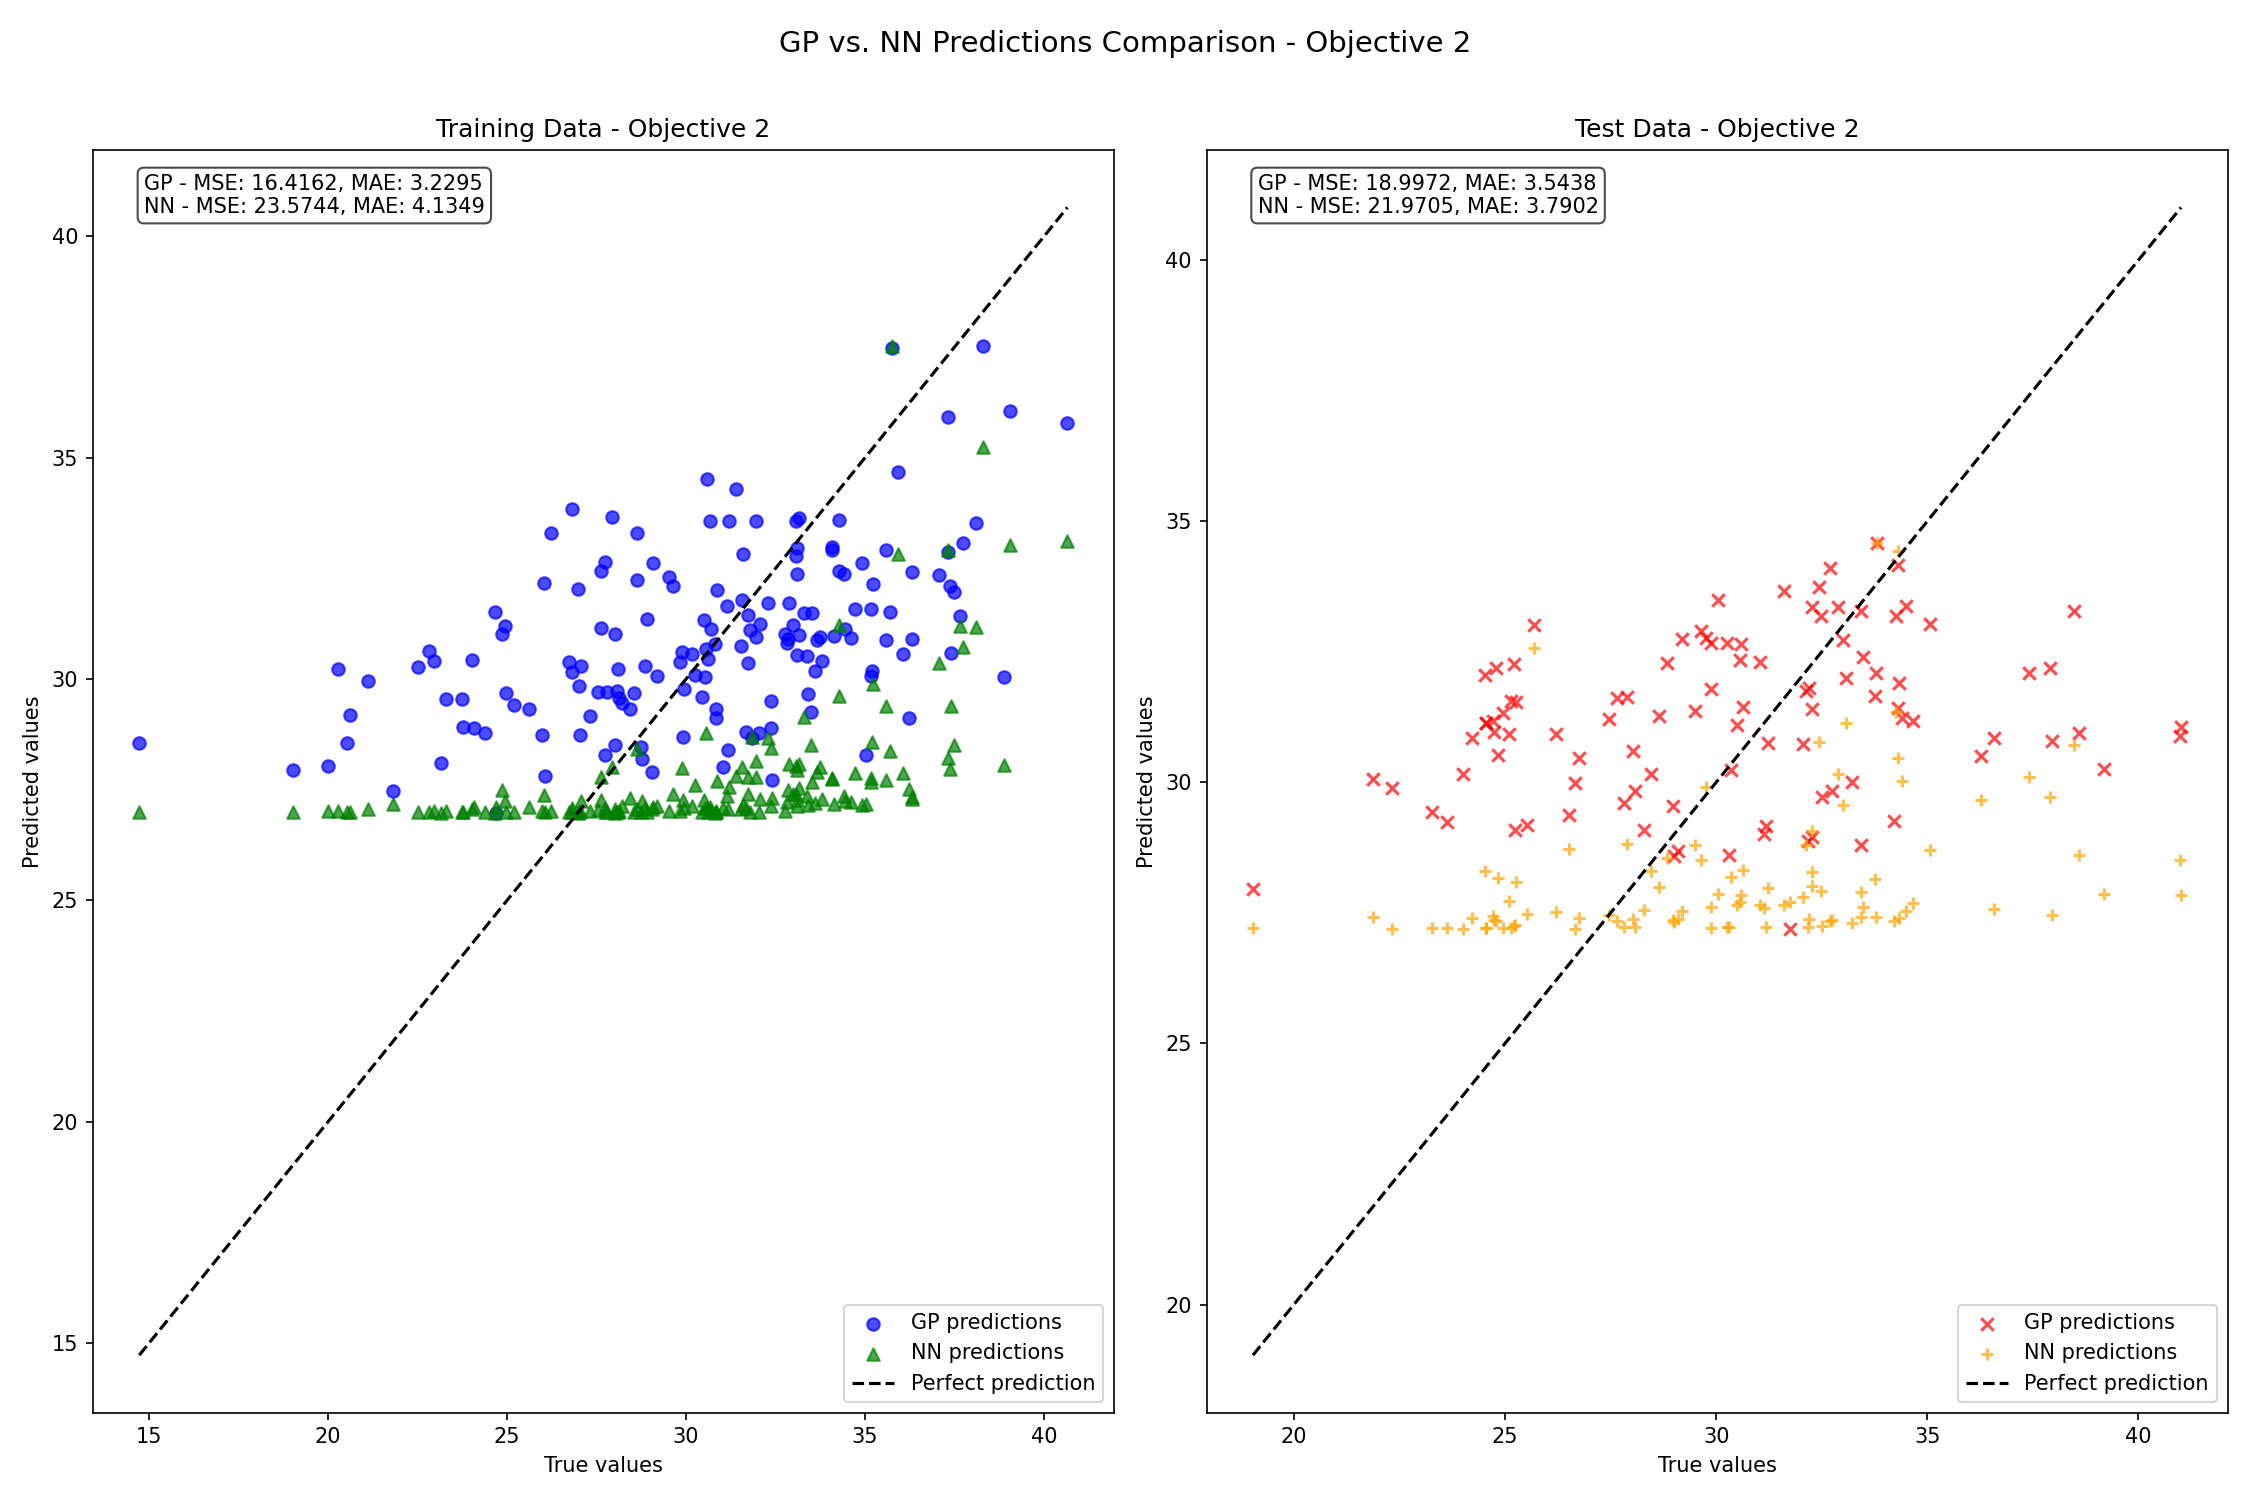 GP vs. NN Predictions Comparison - Objective 2
Training Data - Objective 2
GP - MSE: 16.4162, MAE: 3.2295
NN - MSE: 23.5744, MAE: 4.1349
40
35
30
25
20
15
Predicted values
15
20
25
30
35
40
True values
GP predictions
NN predictions
Perfect prediction
Test Data - Objective 2
GP - MSE: 18.9972, MAE: 3.5438
NN - MSE: 21.9705, MAE: 3.7902
40
35
30
25
20
Predicted values
20
25
30
35
40
True values
GP predictions
NN predictions
Perfect prediction